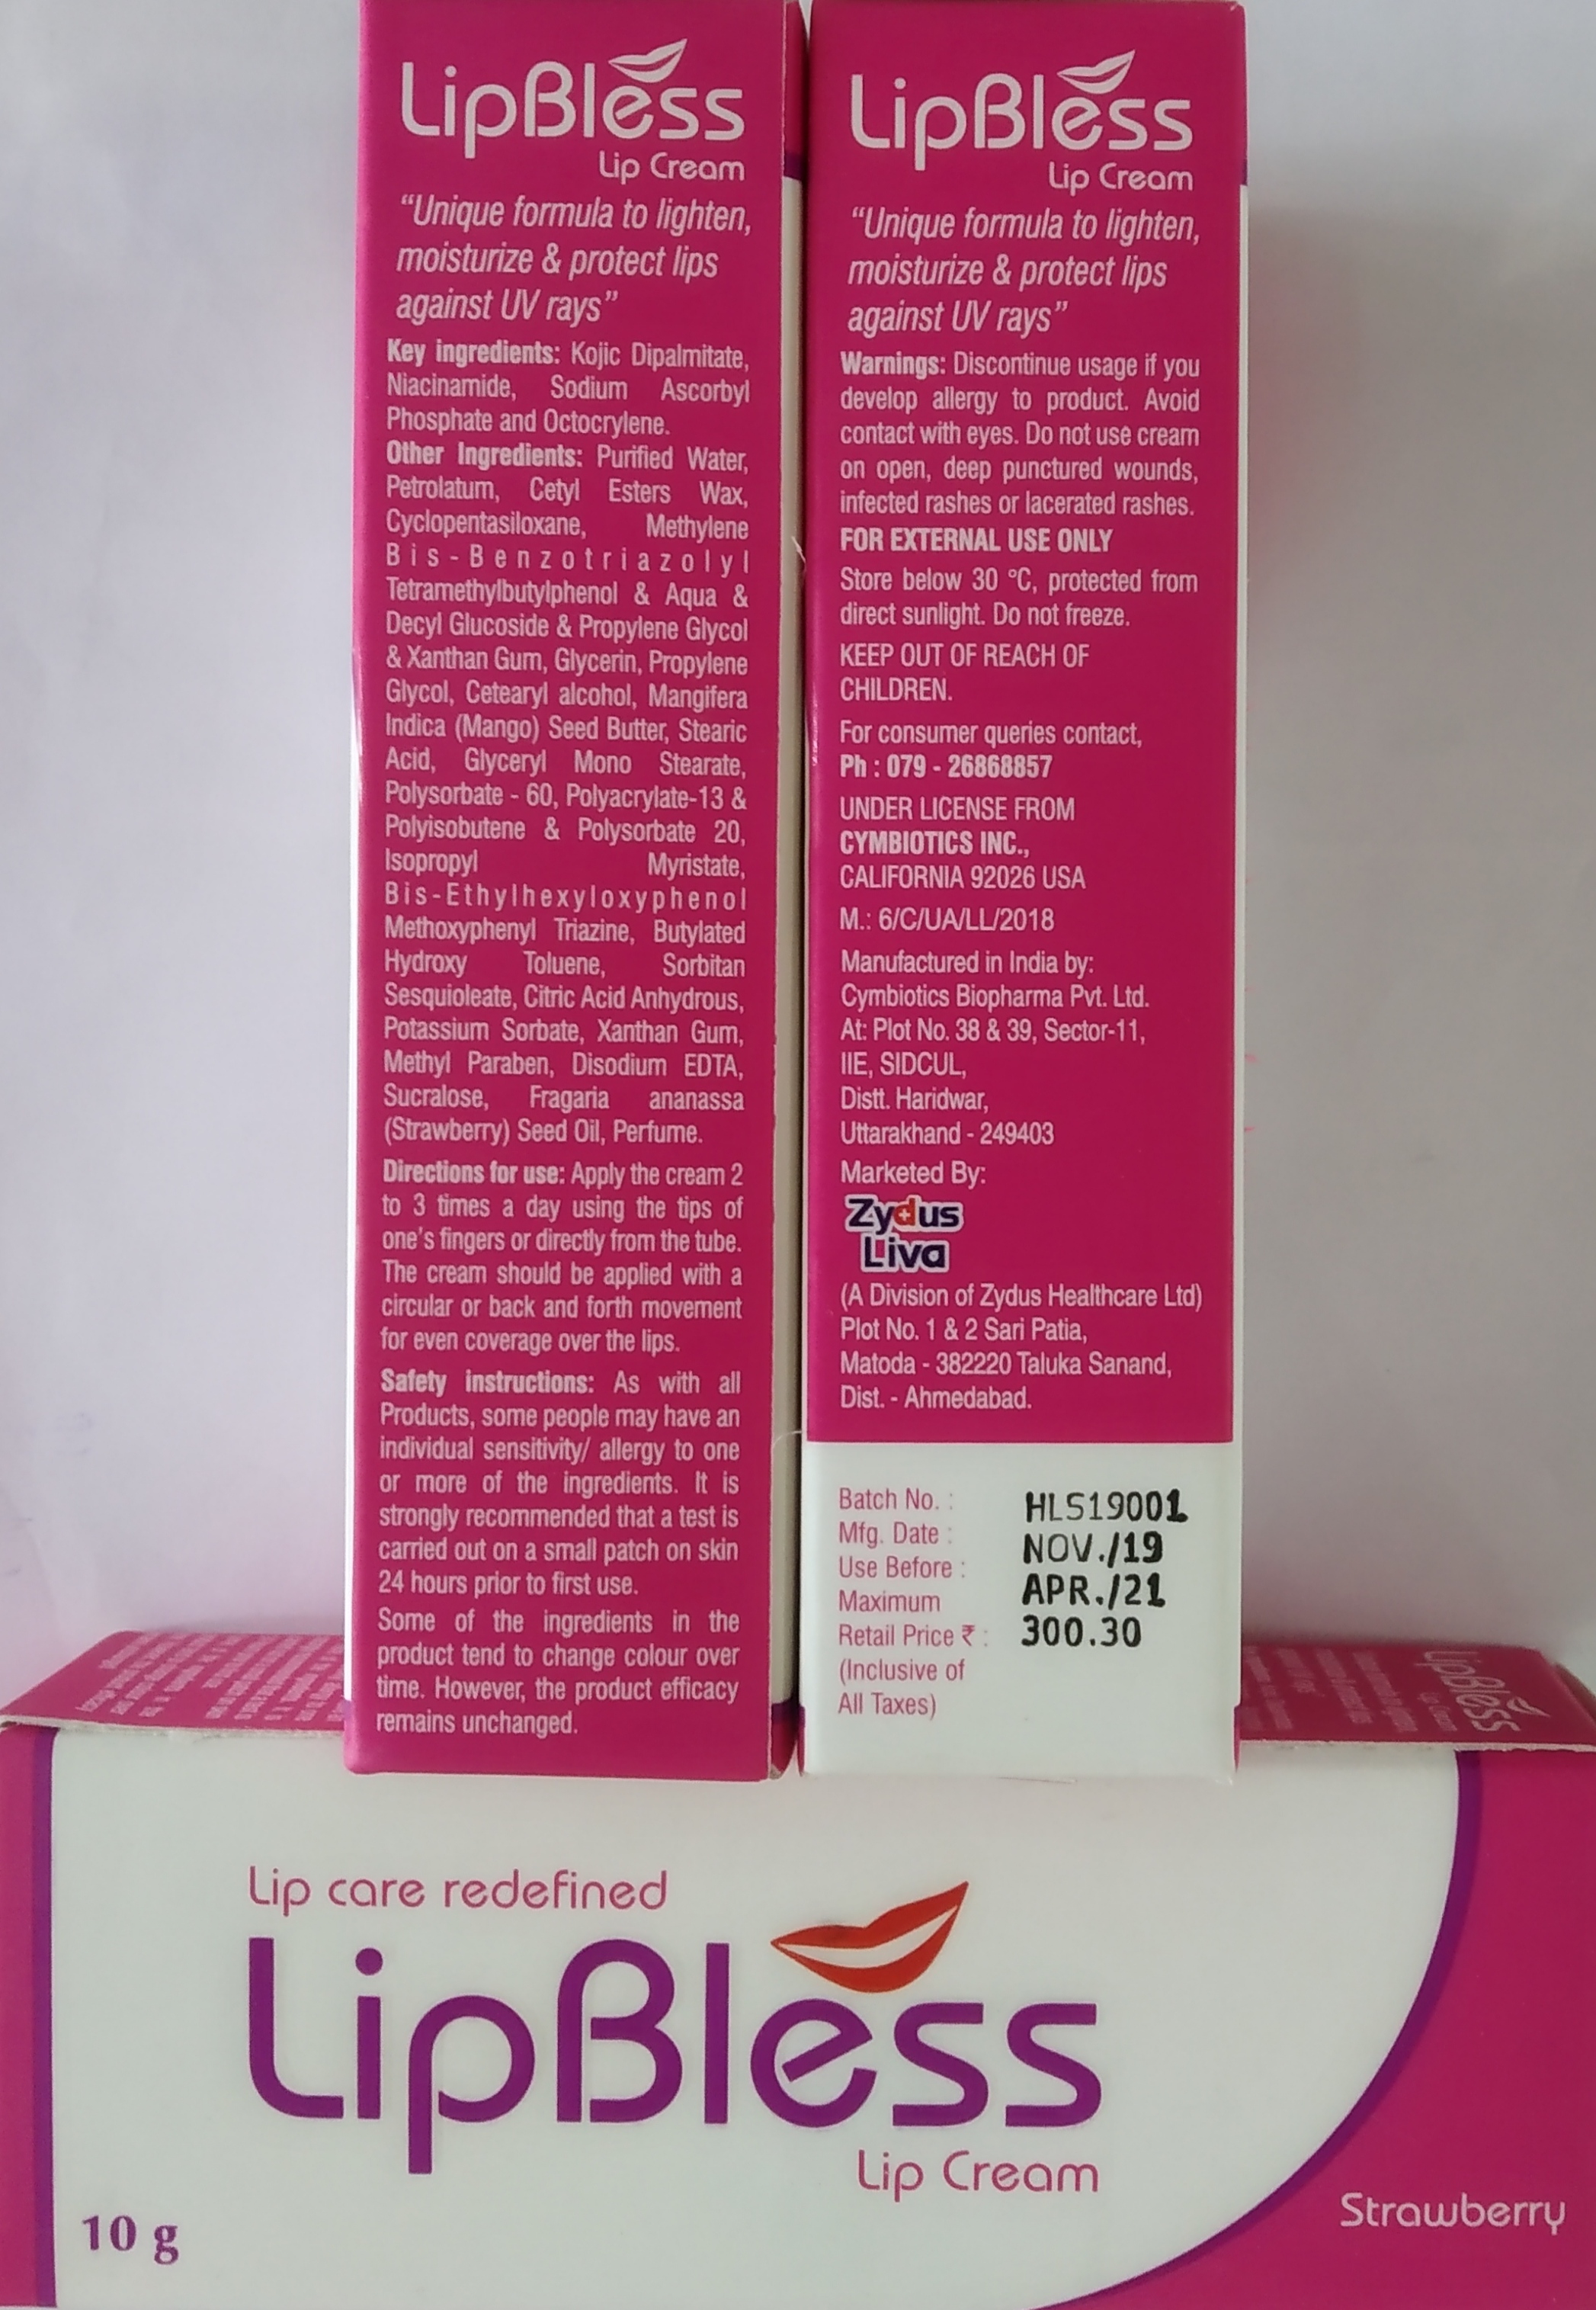 LipBless
Lip Cream
“Unique formula to lighten,
moisturize & protect lips
against UV rays”
Key ingredients: Kojic Dipalmitate,
Niacinamide, Sodium Ascorbyl
Phosphate and Octocrylene.
Other Ingredients: Purified Water,
Petrolatum, Cetyl Esters Wax,
Cyclopentasiloxane, Methylene
Bis-Benzotriazolyl
Tetramethylbutylphenol & Aqua &
Decyl Glucoside & Propylene Glycol
& Xanthan Gum, Glycerin, Propylene
Glycol, Cetearyl alcohol, Mangifera
Indica (Mango) Seed Butter, Stearic
Acid, Glyceryl Mono Stearate,
Polysorbate - 60, Polyacrylate-13 &
Polyisobutene & Polysorbate 20,
Isopropyl Myristate,
Bis-Ethylhexyloxyphenol
Methoxyphenyl Triazine, Butylated
Hydroxy Toluene, Sorbitan
Sesquioleate, Citric Acid Anhydrous,
Potassium Sorbate, Xanthan Gum,
Methyl Paraben, Disodium EDTA,
Sucralose, Fragaria ananassa
(Strawberry) Seed Oil, Perfume.
Directions for use: Apply the cream 2
to 3 times a day using the tips of
one's fingers or directly from the tube.
The cream should be applied with a
circular or back and forth movement
for even coverage over the lips.
Safety instructions: As with all
Products, some people may have an
individual sensitivity/ allergy to one
or more of the ingredients. It is
strongly recommended that a test is
carried out on a small patch on skin
24 hours prior to first use.
Some of the ingredients in the
product tend to change colour over
time. However, the product efficacy
remains unchanged.
LipBless
Lip Cream
“Unique formula to lighten,
moisturize & protect lips
against UV rays”
Warnings: Discontinue usage if you
develop allergy to product. Avoid
contact with eyes. Do not use cream
on open, deep punctured wounds,
infected rashes or lacerated rashes.
FOR EXTERNAL USE ONLY
Store below 30 °C, protected from
direct sunlight. Do not freeze.
KEEP OUT OF REACH OF
CHILDREN.
For consumer queries contact,
Ph : 079 - 26868857
UNDER LICENSE FROM
CYMBIOTICS INC.,
CALIFORNIA 92026 USA
M.: 6/C/UA/LL/2018
Manufactured in India by:
Cymbiotics Biopharma Pvt. Ltd.
At: Plot No. 38 & 39, Sector-11,
IIE, SIDCUL,
Distt. Haridwar,
Uttarakhand - 249403
Marketed By:
Zydus
Liva
(A Division of Zydus Healthcare Ltd)
Plot No. 1 & 2 Sari Patia,
Matoda - 382220 Taluka Sanand,
Dist. - Ahmedabad.
Batch No. : HLS19001
Mfg. Date : NOV./19
Use Before : APR./21
Maximum
Retail Price ₹ : 300.30
(Inclusive of
All Taxes)
LipBless
Lip care redefined
LipBless
Lip Cream
10 g
Strawberry